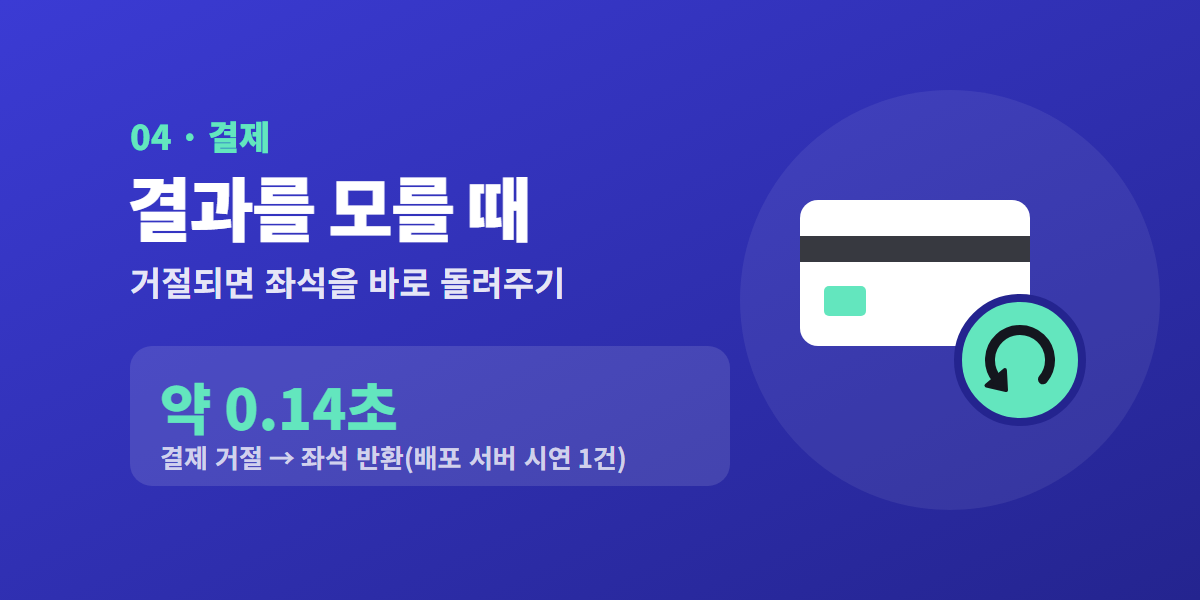 04 · 결제
결과를 모를 때
거절되면 좌석을 바로 돌려주기
약 0.14초
결제 거절 → 좌석 반환(배포 서버 시연 1건)